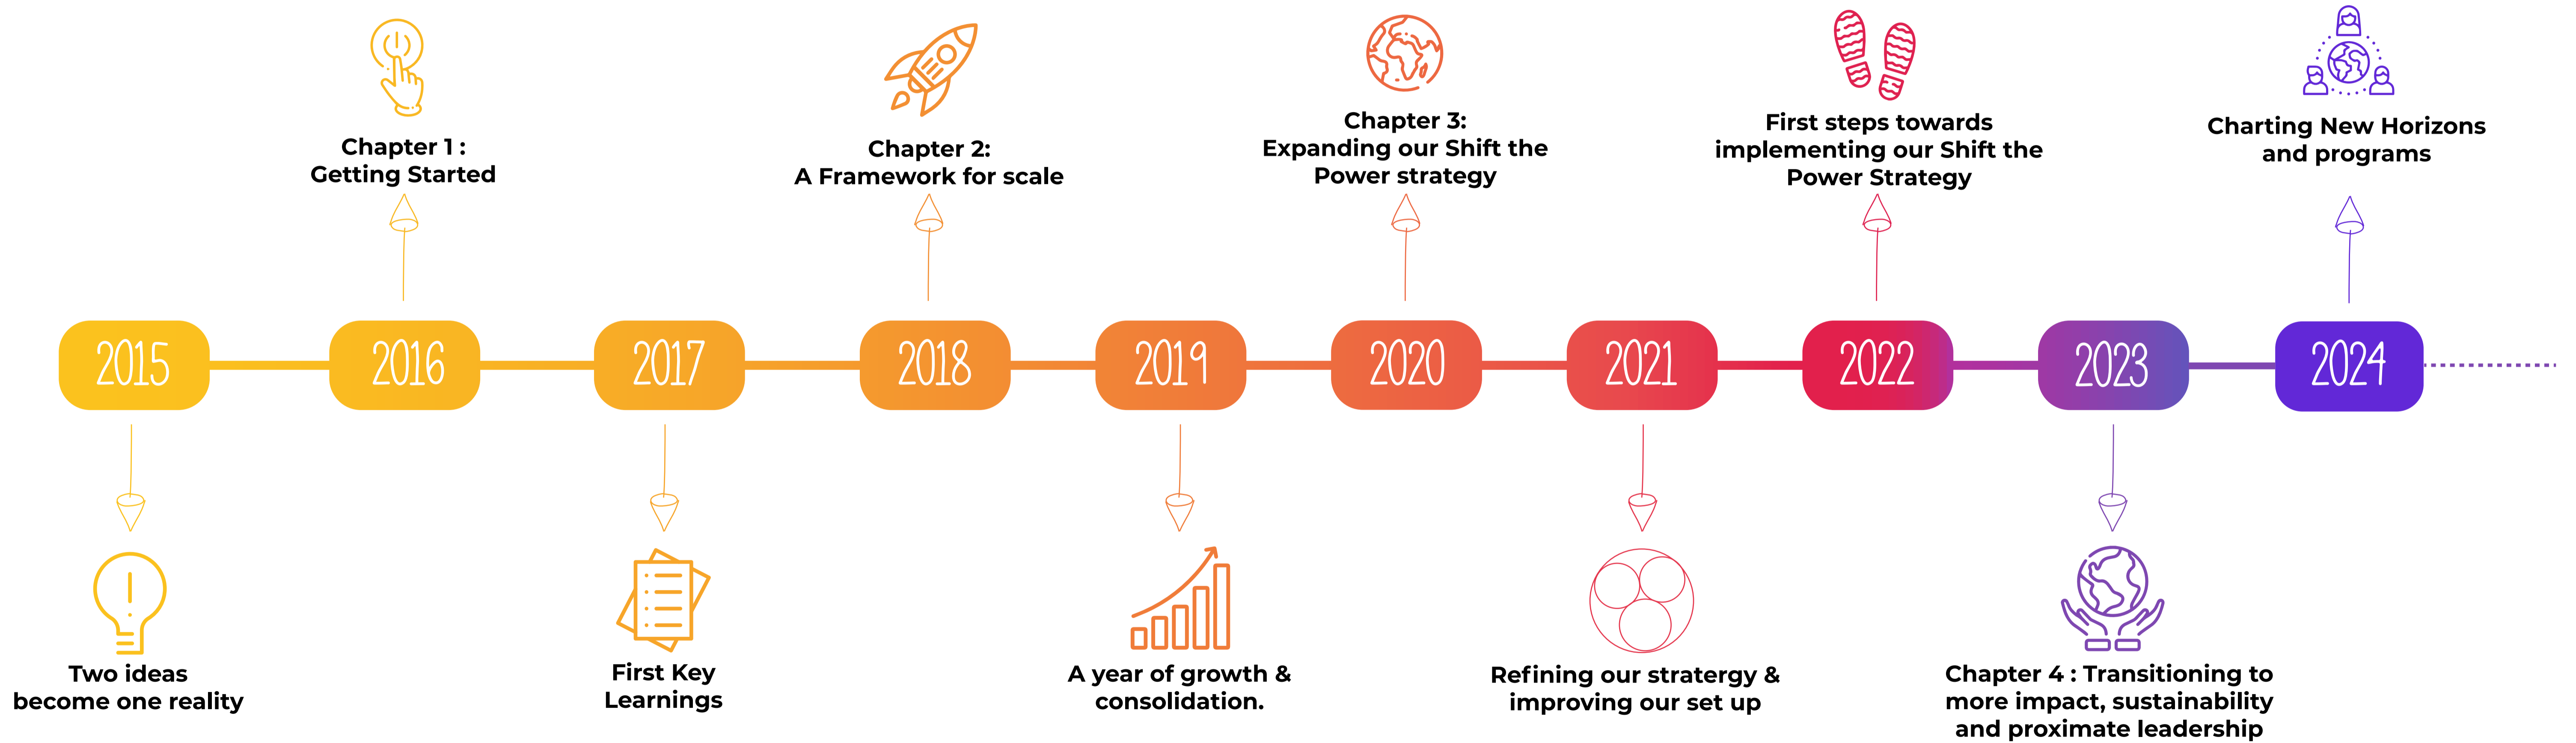 Chapter 1 :
Getting Started
Chapter 2:
A Framework for scale
Chapter 3:
Expanding our Shift the
Power strategy
First steps towards
implementing our Shift the
Power Strategy
Charting New Horizons
and programs
2015
2016
2017
2018
2019
2020
2021
2022
2023
2024
Two ideas
become one reality
First Key
Learnings
A year of growth &
consolidation.
Refining our stratergy &
improving our set up
Chapter 4 : Transitioning to
more impact, sustainability
and proximate leadership